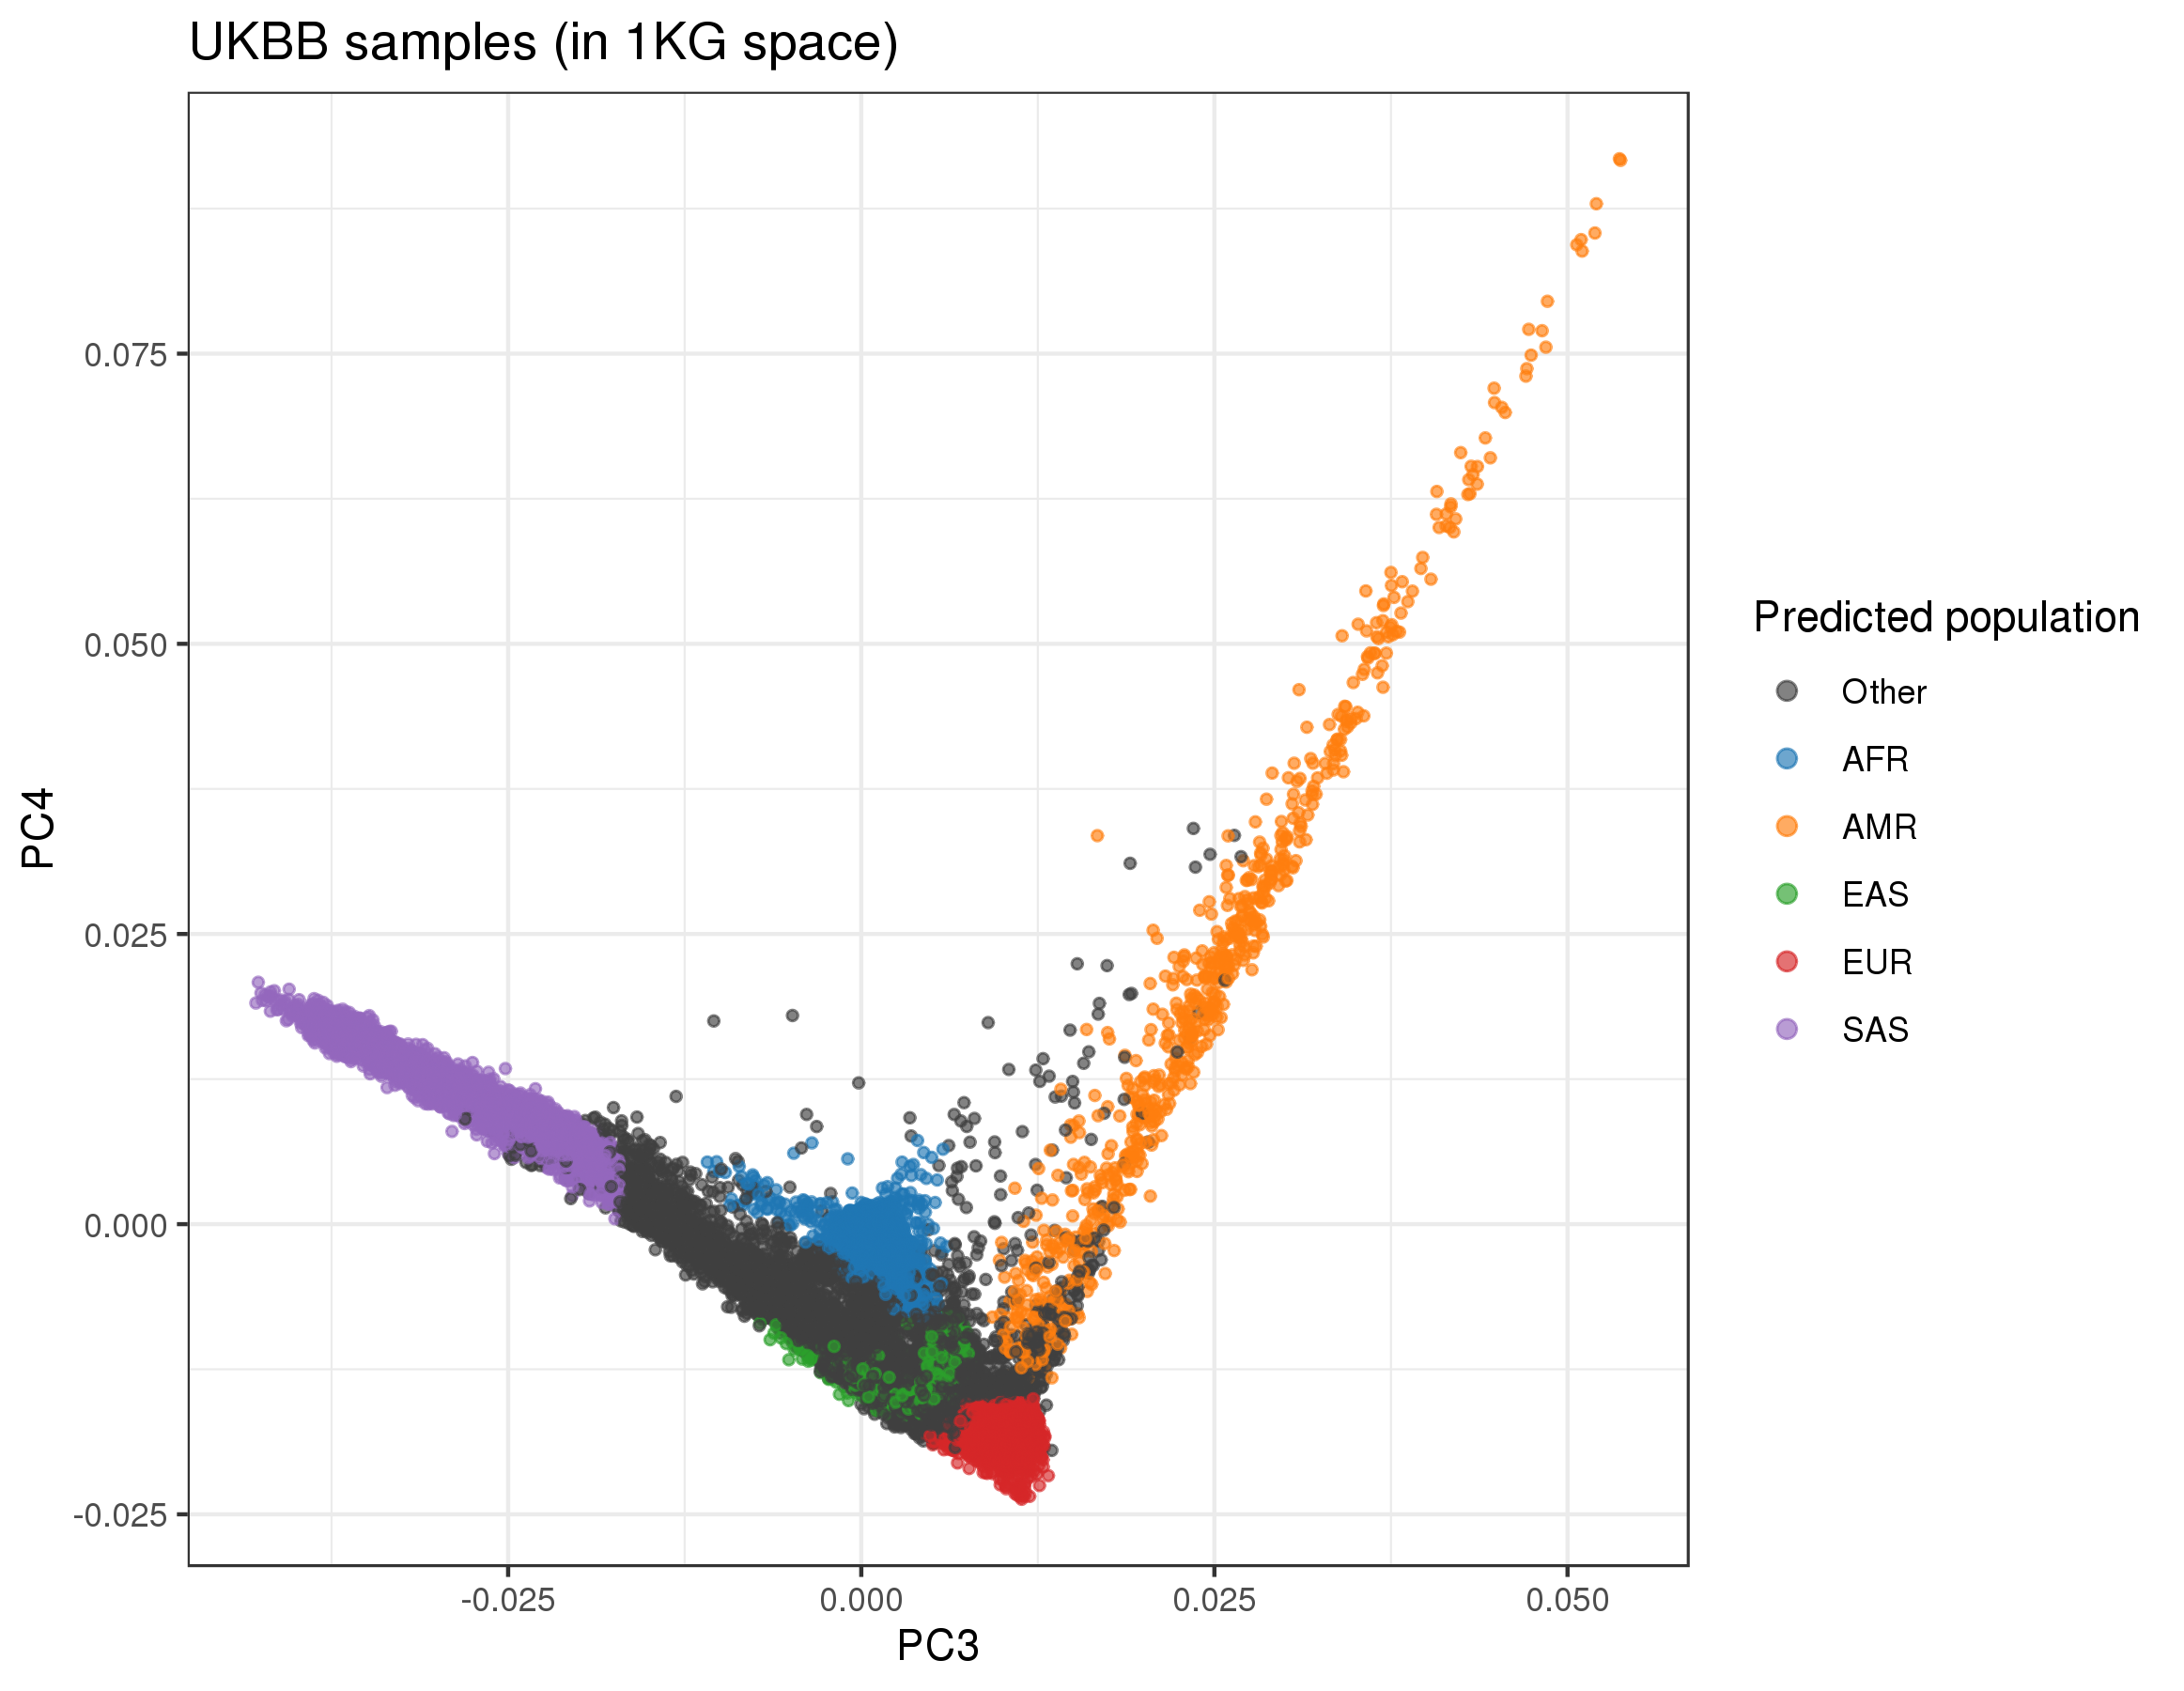 UKBB samples (in 1KG space)
PC4
0.075
0.050
0.025
0.000
-0.025
-0.025 0.000 0.025 0.050
PC3
Predicted population
Other
AFR
AMR
EAS
EUR
SAS